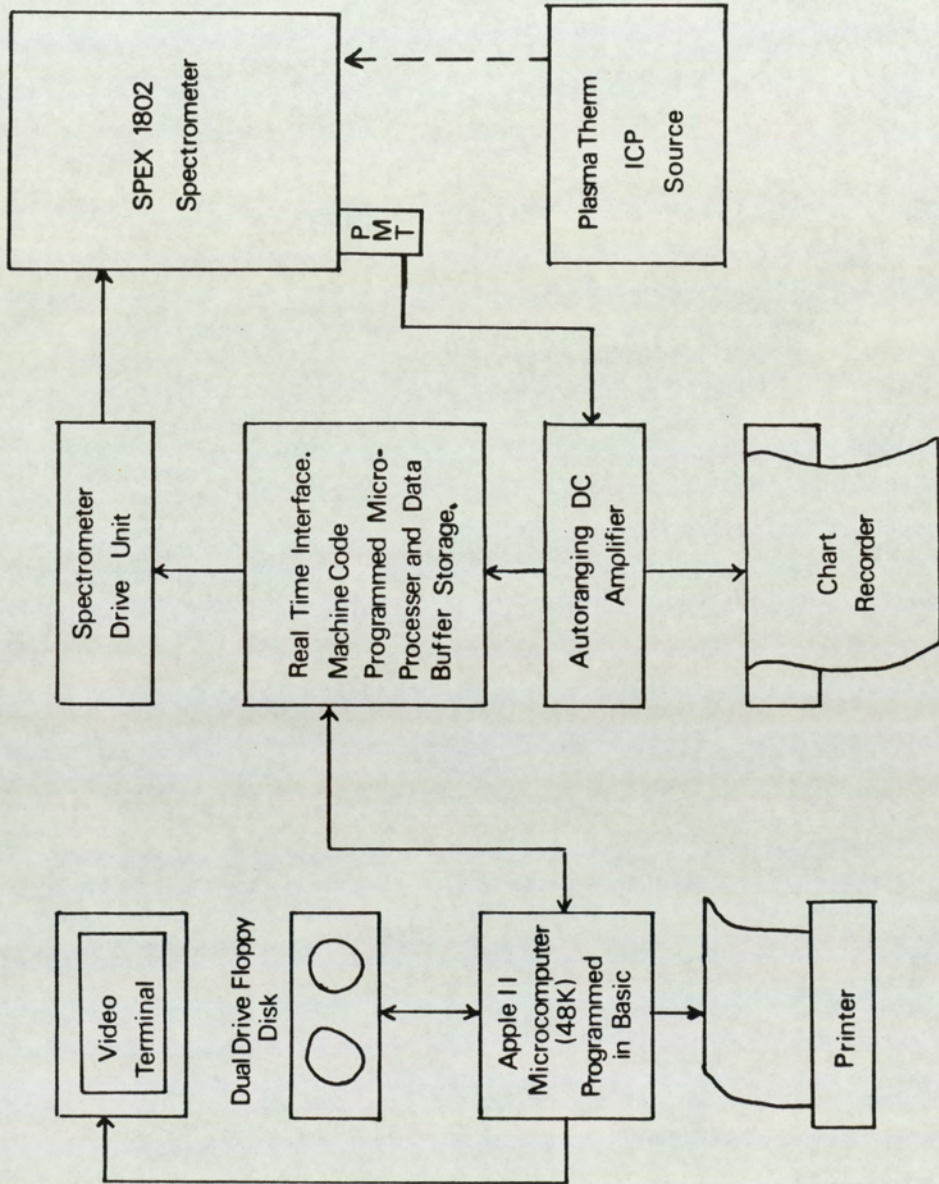 Video
Terminal
Dual Drive Floppy
Disk
Apple II
Microcomputer
(48K)
Programmed
in Basic
Printer
Spectrometer
Drive Unit
Real Time Interface.
Machine Code
Programmed Micro-
Processer and Data
Buffer Storage.
Autoranging DC
Amplifier
Chart
Recorder
SPEX 1802
Spectrometer
P
M
T
Plasma Therm
ICP
Source